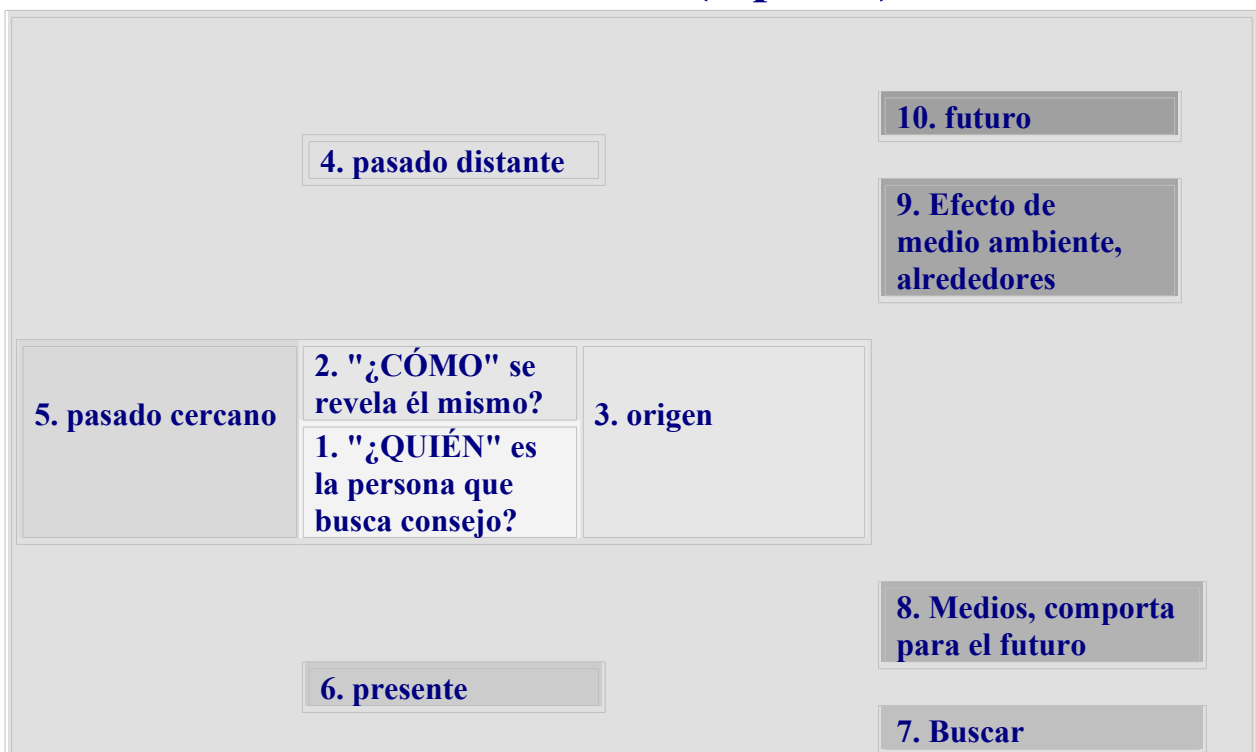 10. futuro
4. pasado distante
9. Efecto de
medio ambiente,
alrededores
2. "¿CÓMO" se
revela él mismo?
5. pasado cercano
3. origen
1. "¿QUIÉN" es
la persona que
busca consejo?
8. Medios, comporta
para el futuro
6. presente
7. Buscar